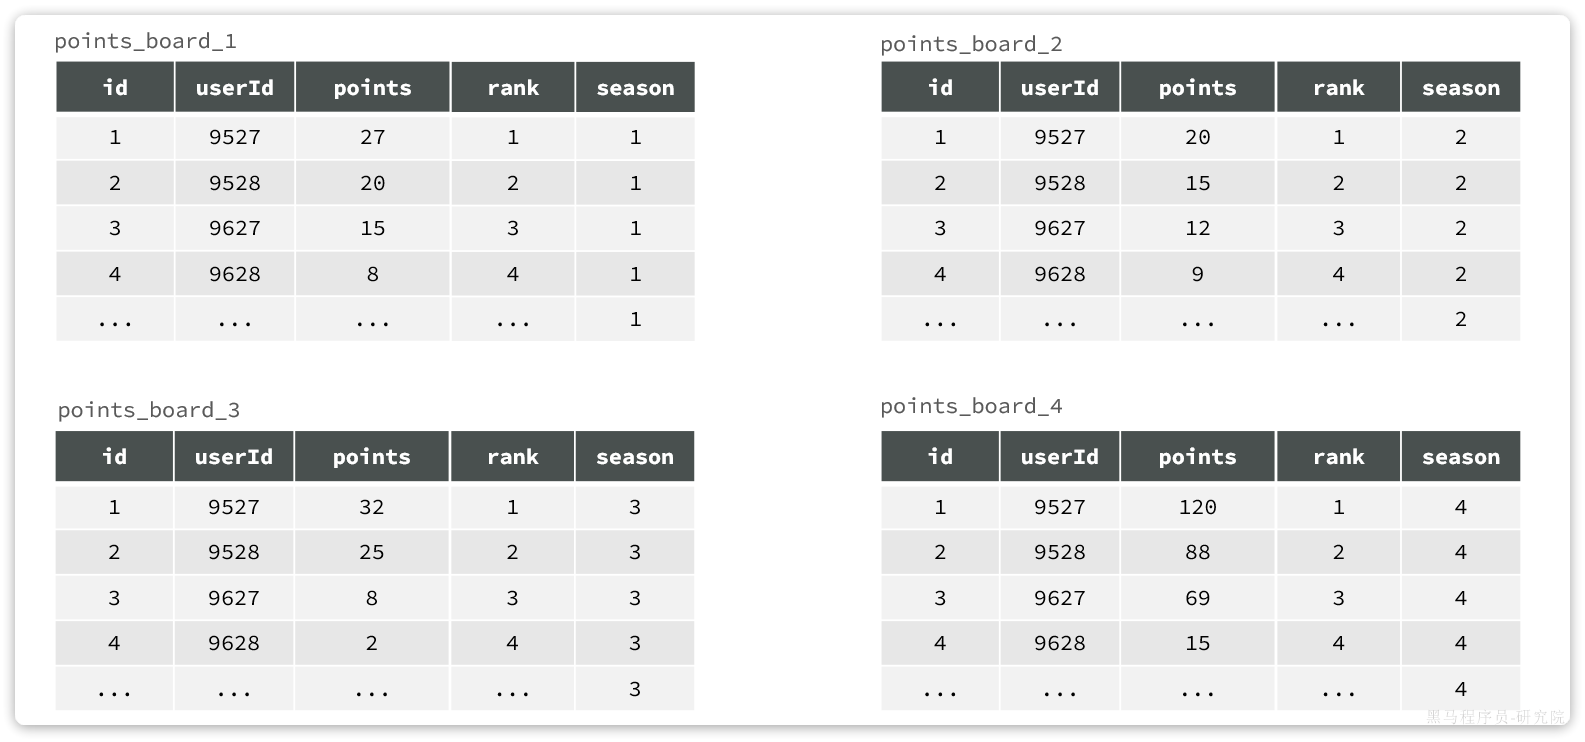 points_board_1
id userId points rank season
1 9527 27 1 1
2 9528 20 2 1
3 9627 15 3 1
4 9628 8 4 1
... ... ... ... 1
points_board_2
id userId points rank season
1 9527 20 1 2
2 9528 15 2 2
3 9627 12 3 2
4 9628 9 4 2
... ... ... ... 2
points_board_3
id userId points rank season
1 9527 32 1 3
2 9528 25 2 3
3 9627 8 3 3
4 9628 2 4 3
... ... ... ... 3
points_board_4
id userId points rank season
1 9527 120 1 4
2 9528 88 2 4
3 9627 69 3 4
4 9628 15 4 4
... ... ... ... 4
黑马程序员-研究院